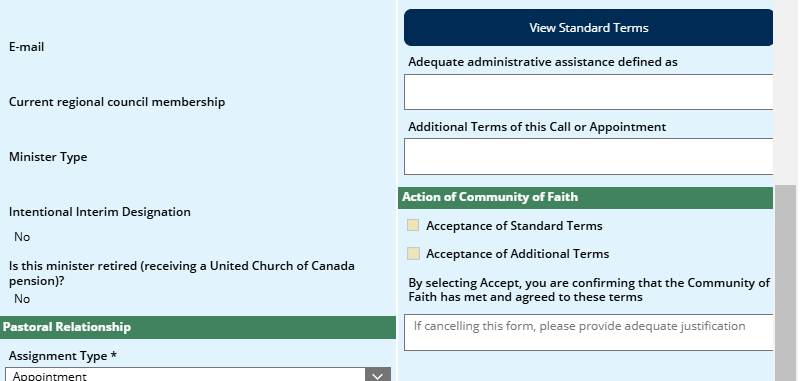 E-mail
Current regional council membership
Minister Type
Intentional Interim Designation
No
Is this minister retired (receiving a United Church of Canada
pension)?
No
Pastoral Relationship
Assignment Type *
Appointment
View Standard Terms
Adequate administrative assistance defined as
Additional Terms of this Call or Appointment
Action of Community of Faith
Acceptance of Standard Terms
Acceptance of Additional Terms
By selecting Accept, you are confirming that the Community of
Faith has met and agreed to these terms
If cancelling this form, please provide adequate justification